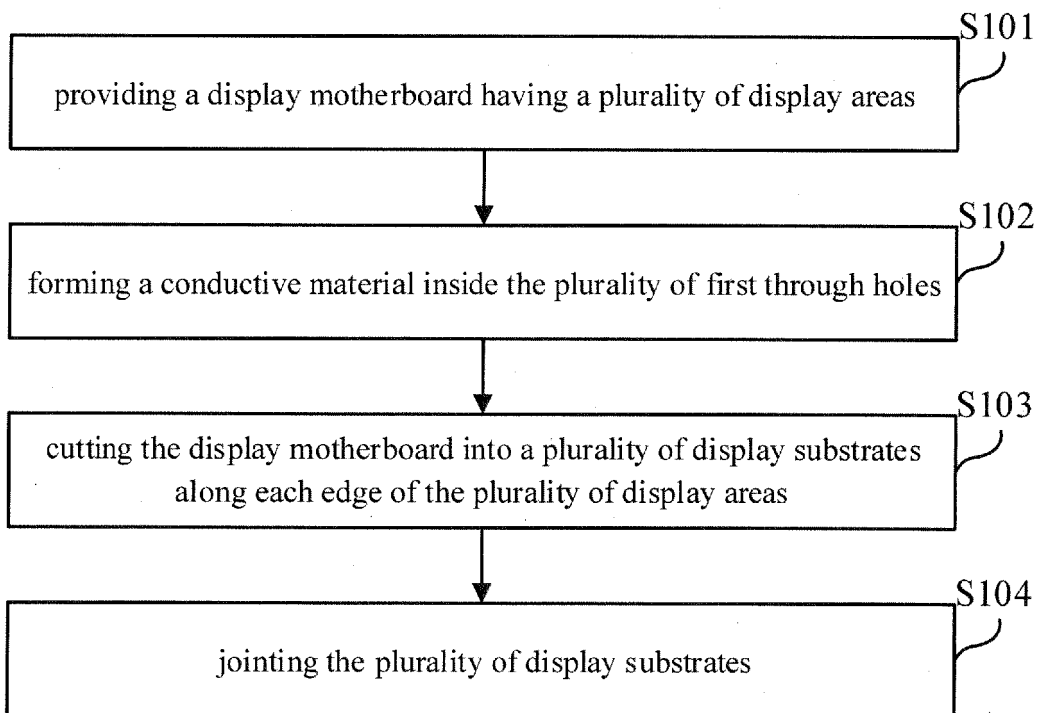 S101
providing a display motherboard having a plurality of display areas
S102
forming a conductive material inside the plurality of first through holes
S103
cutting the display motherboard into a plurality of display substrates
along each edge of the plurality of display areas
S104
jointing the plurality of display substrates